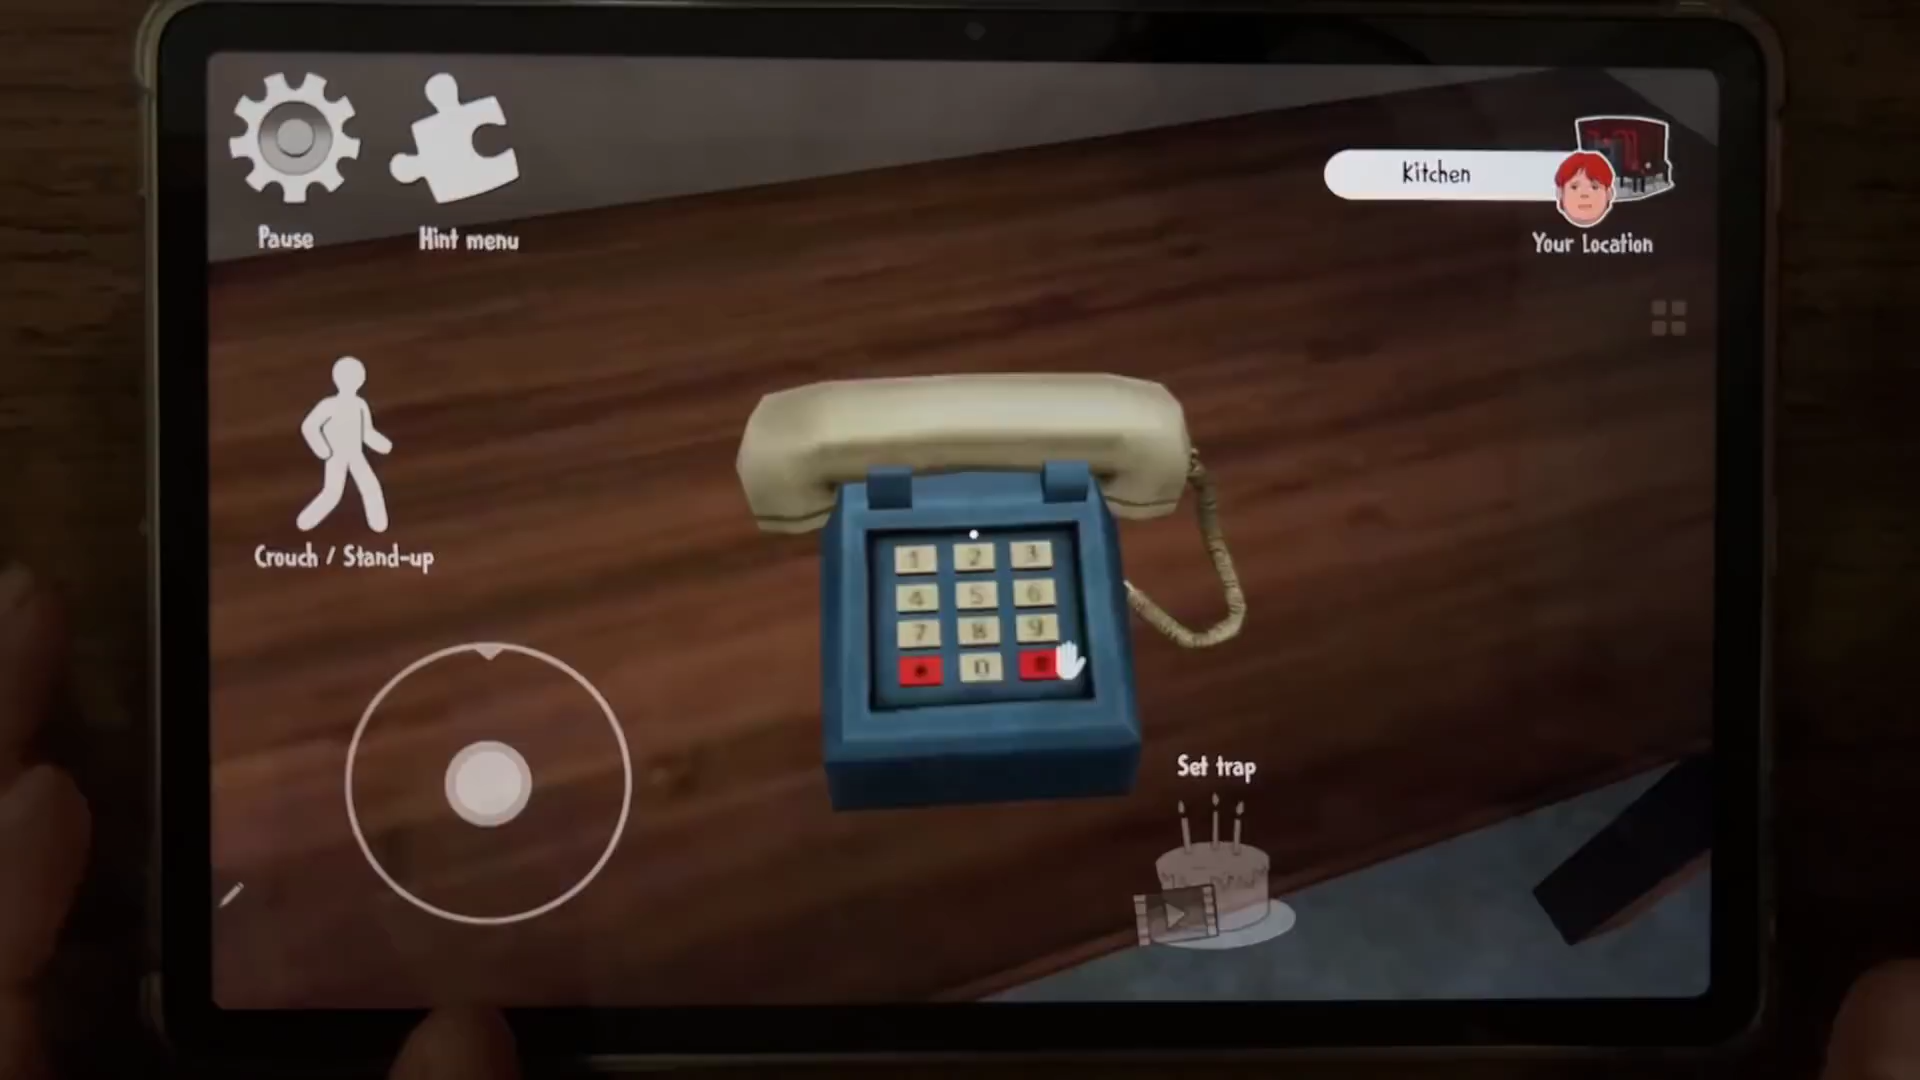 Pause
Hint menu
Kitchen
Your Location
Crouch / Stand-up
1 2 3
4 5 6
7 8 9
0
Set trap